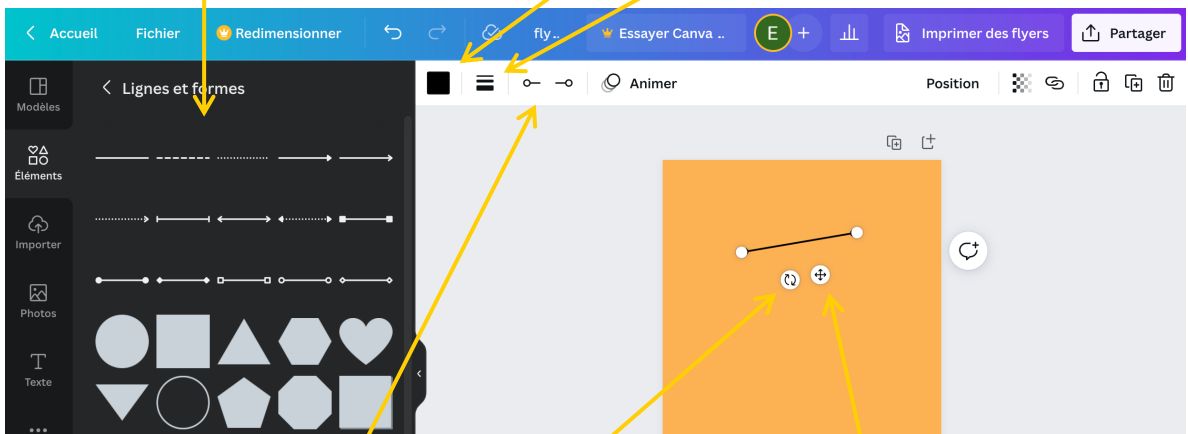 Accueil Fichier Redimensionner fly.. Essayer Canva .. E + Imprimer des flyers Partager
Modèles Lignes et formes Animer Position
Éléments
Importer
Photos
Texte